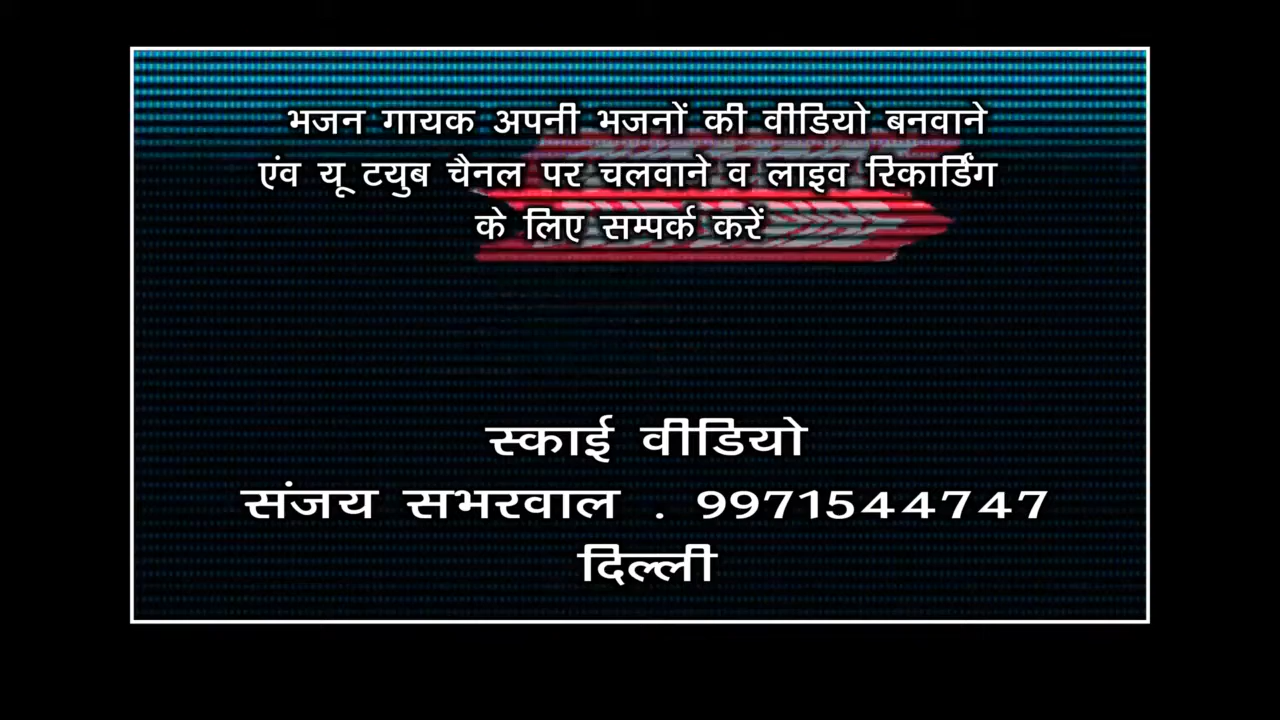 भजन गायक अपनी भजनों की वीडियो बनवाने
एंव यू टयुब चैनल पर चलवाने व लाइव रिकार्डिंग
के लिए सम्पर्क करें
स्काई वीडियो
संजय सभरवाल . 9971544747
दिल्ली